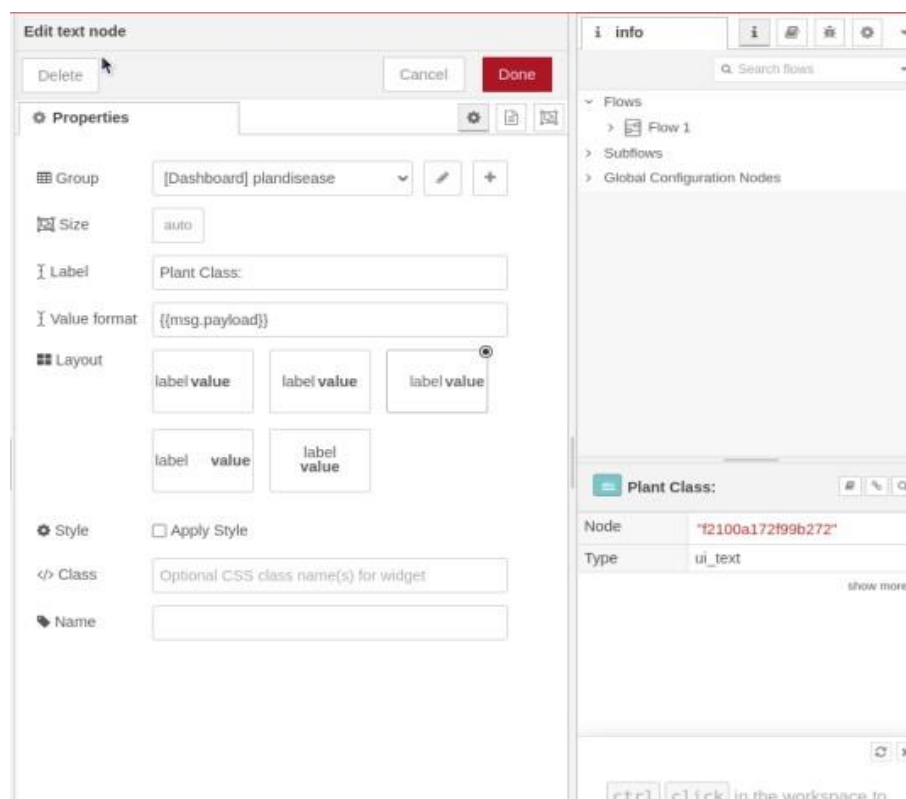 Edit text node
Delete
Cancel
Done
Properties
Group
[Dashboard] plandisease
Size
auto
Label
Plant Class:
Value format
{{msg.payload}}
Layout
label value
label value
label value
label value
label
value
Style
Apply Style
</> Class
Optional CSS class name(s) for widget
Name
i info
i
Search flows
Flows
Flow 1
Subflows
Global Configuration Nodes
Plant Class:
Node
"f2100a172f99b272"
Type
ui_text
show more
ctrl click in the workspace to